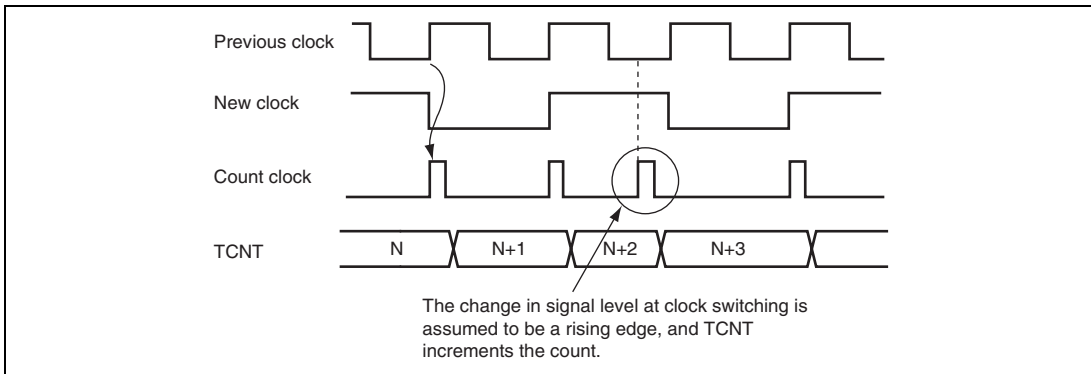 Previous clock
New clock
Count clock
TCNT
N
N+1
N+2
N+3
The change in signal level at clock switching is
assumed to be a rising edge, and TCNT
increments the count.